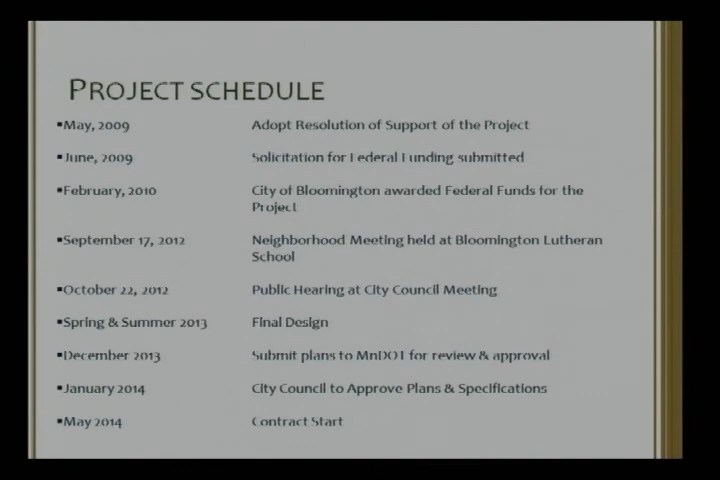 PROJECT SCHEDULE
▪May, 2009 Adopt Resolution of Support of the Project
▪June, 2009 Solicitation for Federal Funding submitted
▪February, 2010 City of Bloomington awarded Federal Funds for the
Project
▪September 17, 2012 Neighborhood Meeting held at Bloomington Lutheran
School
▪October 22, 2012 Public Hearing at City Council Meeting
▪Spring & Summer 2013 Final Design
▪December 2013 Submit plans to MnDOT for review & approval
▪January 2014 City Council to Approve Plans & Specifications
▪May 2014 Contract Start